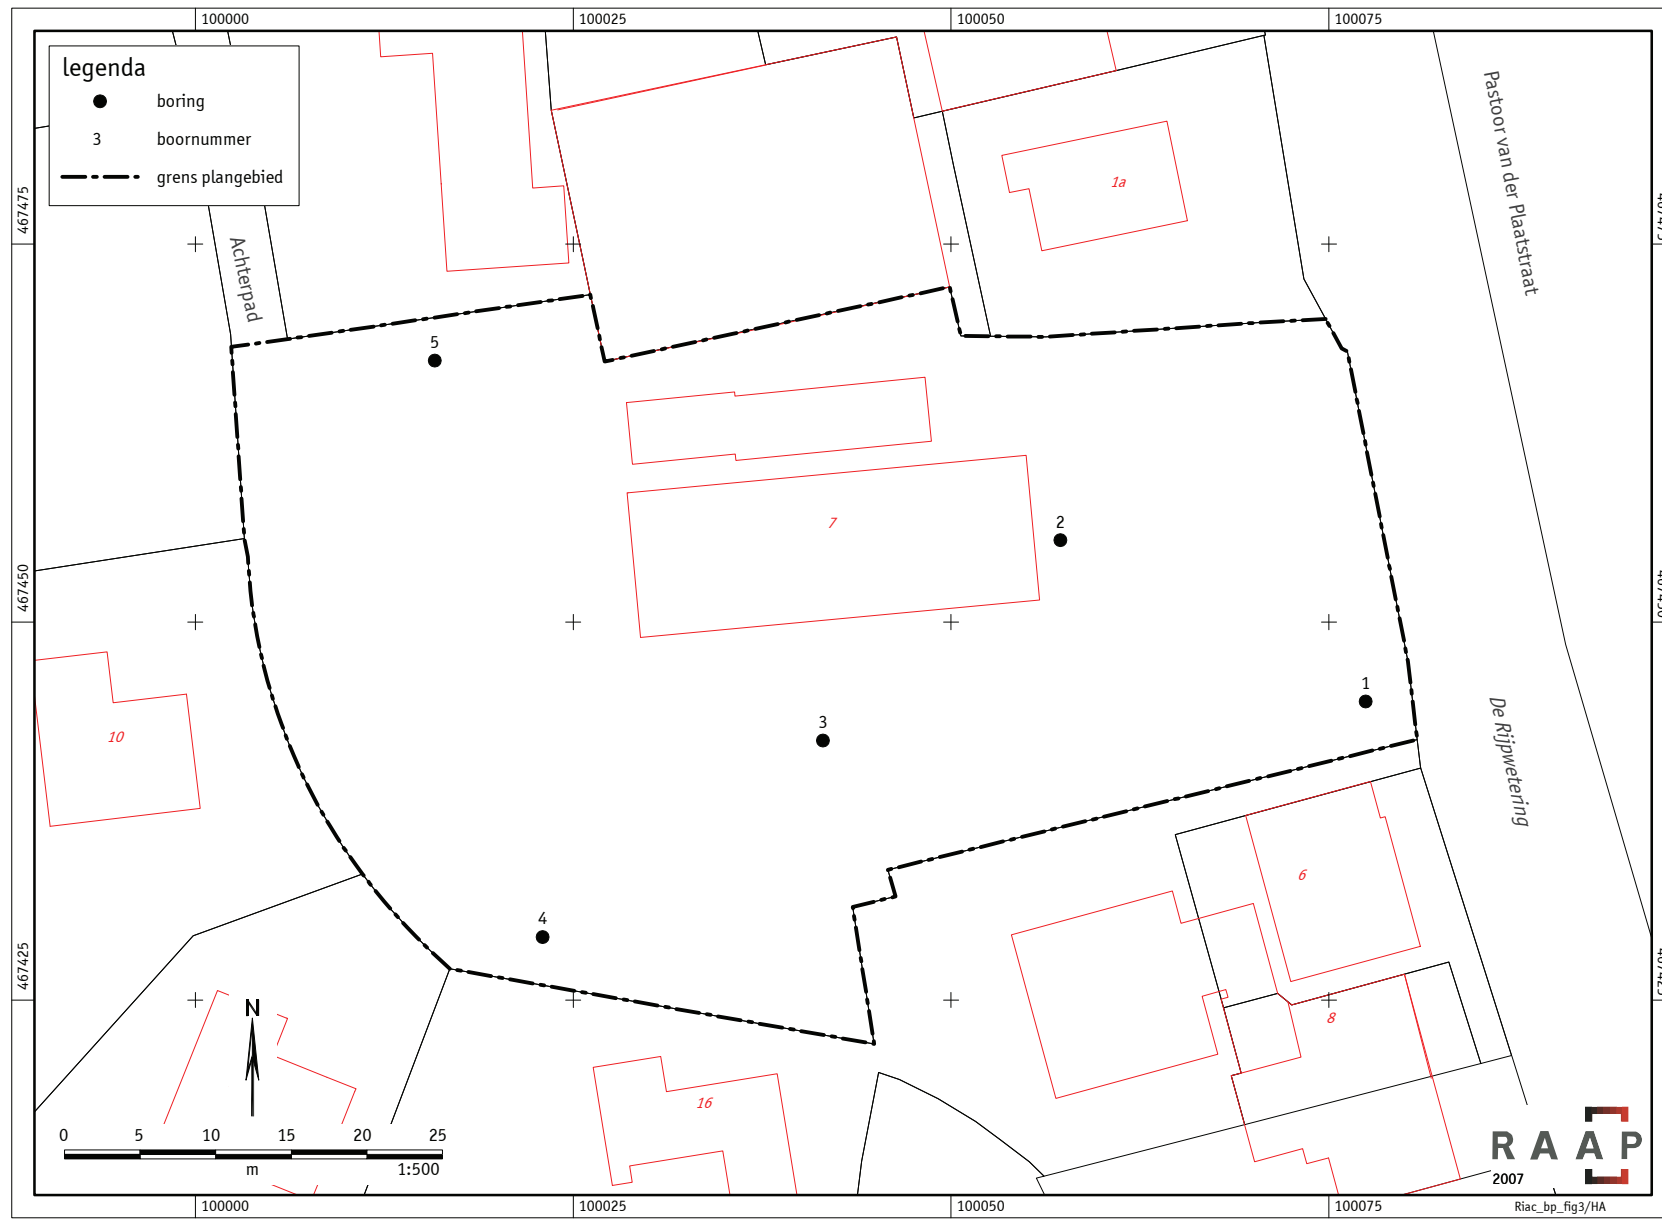 100000 100025 100050 100075
legenda
boring
3 boornummer
grens plangebied
Pastoor van der Plaatstraat
1a
467475
Achterpad
5
7
2
467450
1
De Rijpwetering
3
10
6
4
467425
8
N
16
0 5 10 15 20 25
m 1:500
RAAP
2007
100000 100025 100050 100075
Riac_bp_fig3/HA